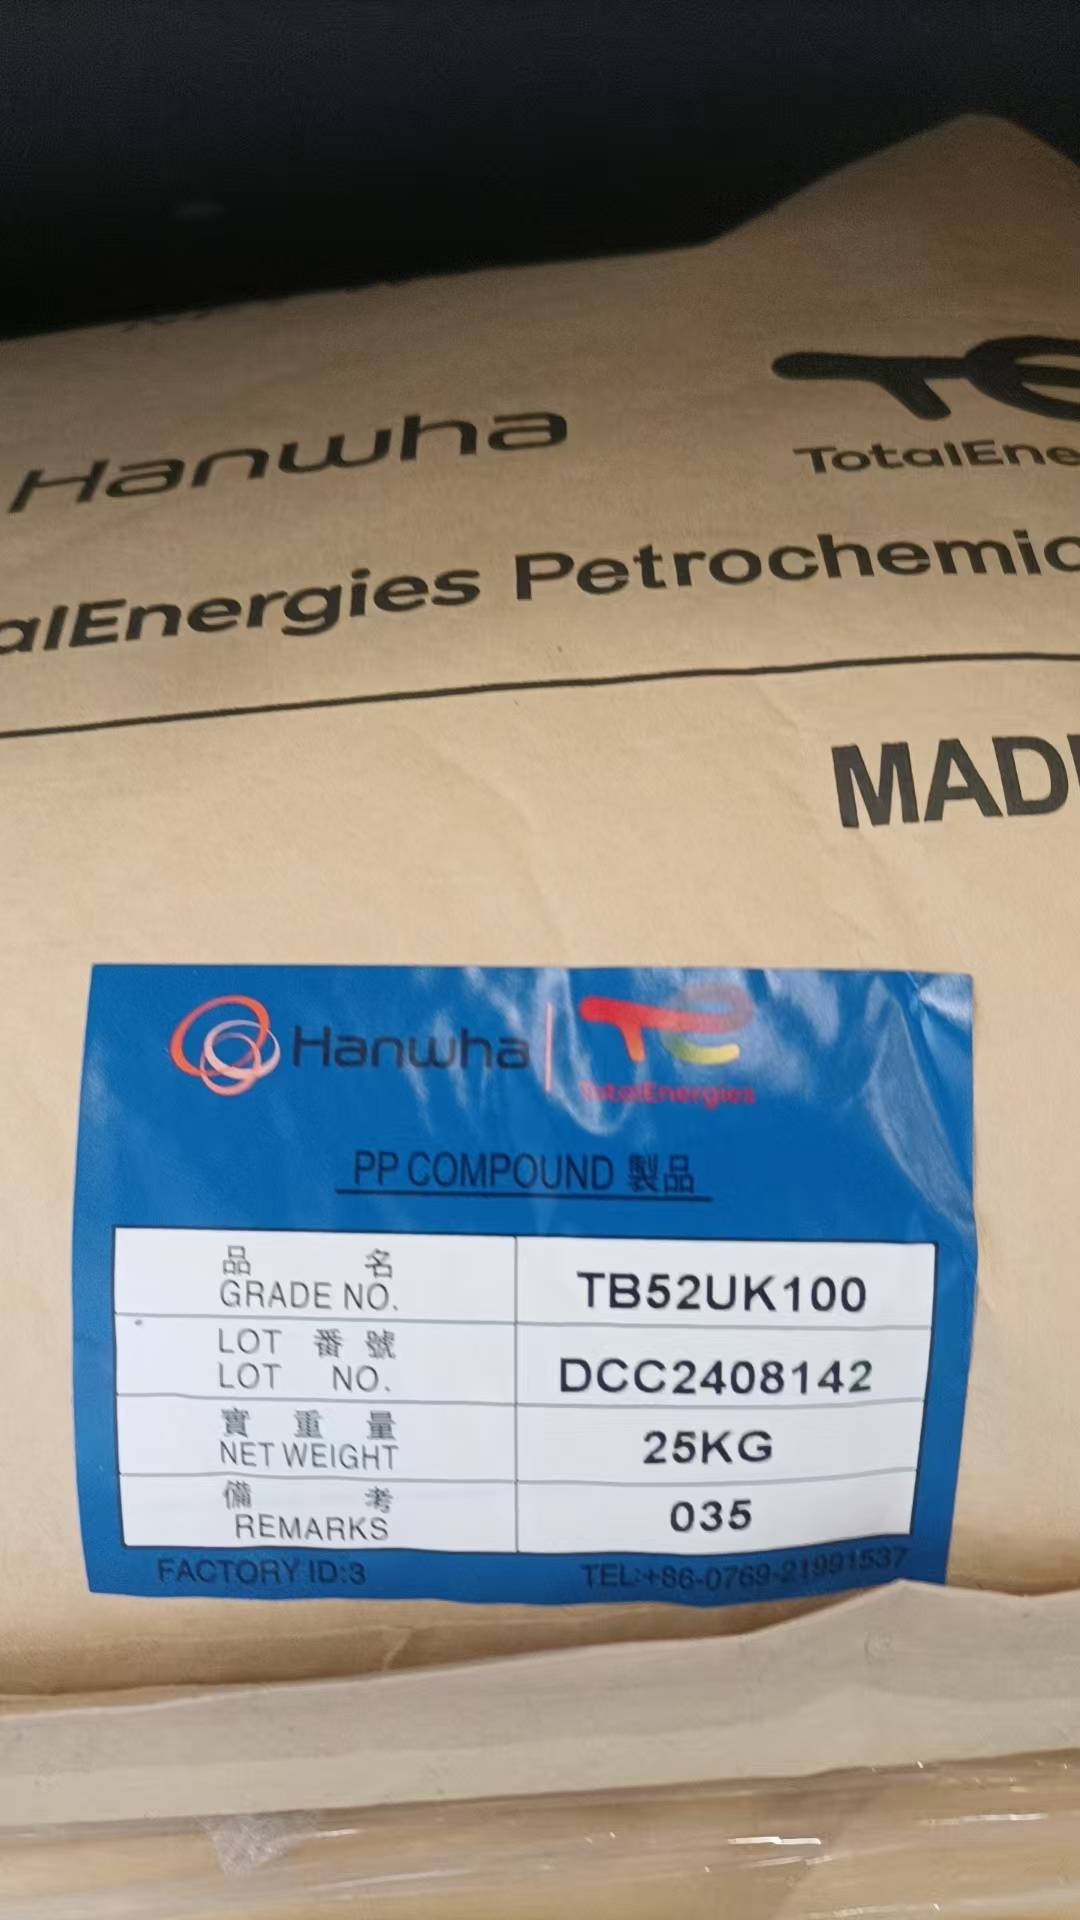 Hanwha
TotalEne
alEnergies Petrochemic
MAD
Hanwha
TotalEnergies
PP COMPOUND 製品
品 名
GRADE NO.
TB52UK100
LOT 番 號
LOT NO.
DCC2408142
實 重 量
NET WEIGHT
25KG
備 考
REMARKS
035
FACTORY ID:3
TEL:+86-0769-21991537